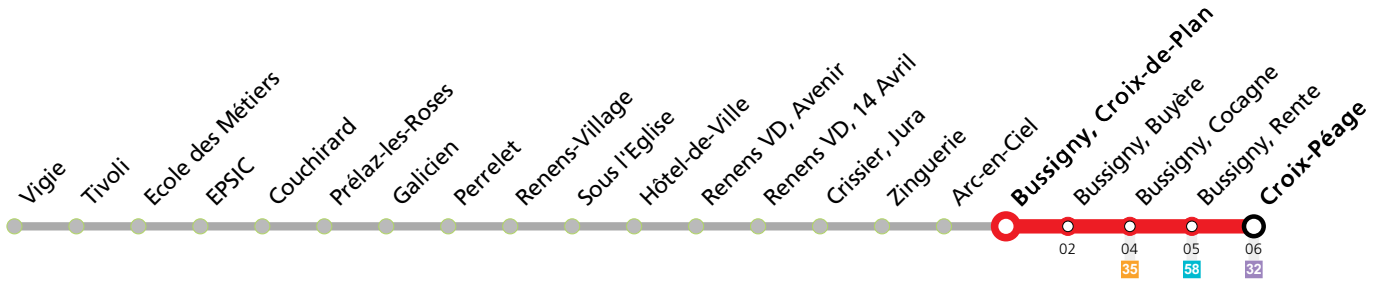 Vigie
Tivoli
Ecole des Métiers
EPSIC
Couchirard
Prélaz-les-Roses
Galicien
Perrelet
Renens-Village
Sous l'Eglise
Hôtel-de-Ville
Renens VD, Avenir
Renens VD, 14 Avril
Crissier, Jura
Zinguerie
Arc-en-Ciel
Bussigny, Croix-de-Plan
Bussigny, Buyère
Bussigny, Cocagne
Bussigny, Rente
Croix-Péage
02
04
05
06
35
58
32